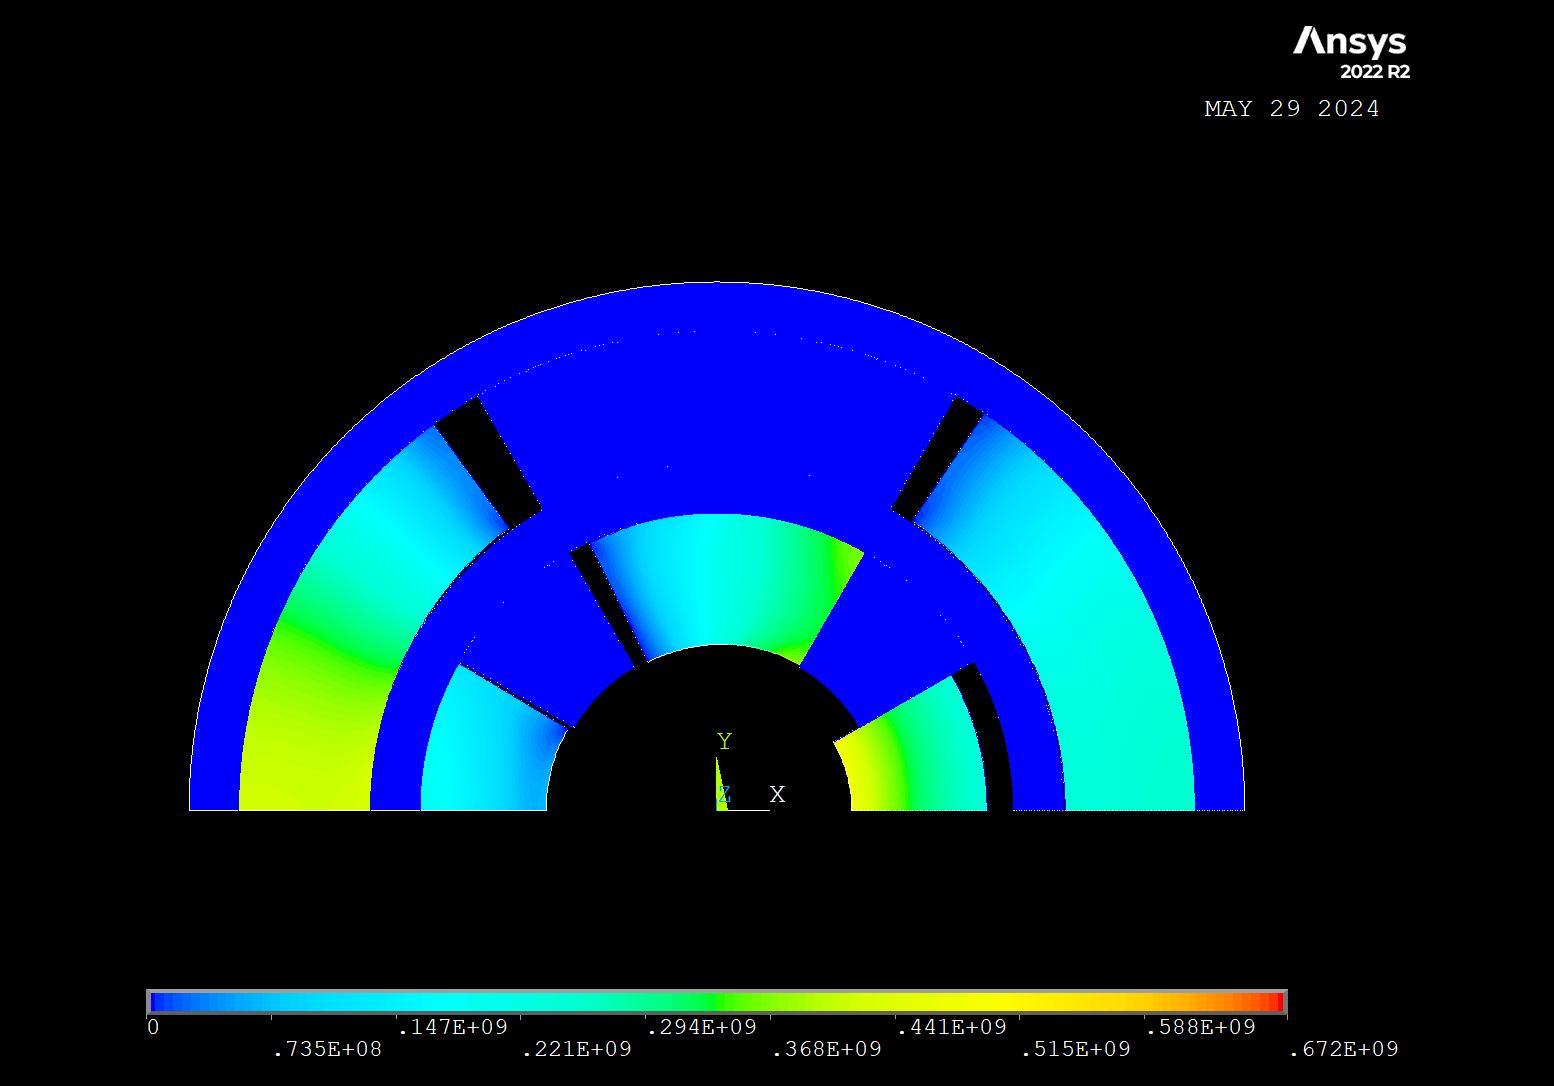 Ansys
2022 R2
MAY 29 2024
Y
Z X
0 .147E+09 .294E+09 .441E+09 .588E+09
.735E+08 .221E+09 .368E+09 .515E+09 .672E+09